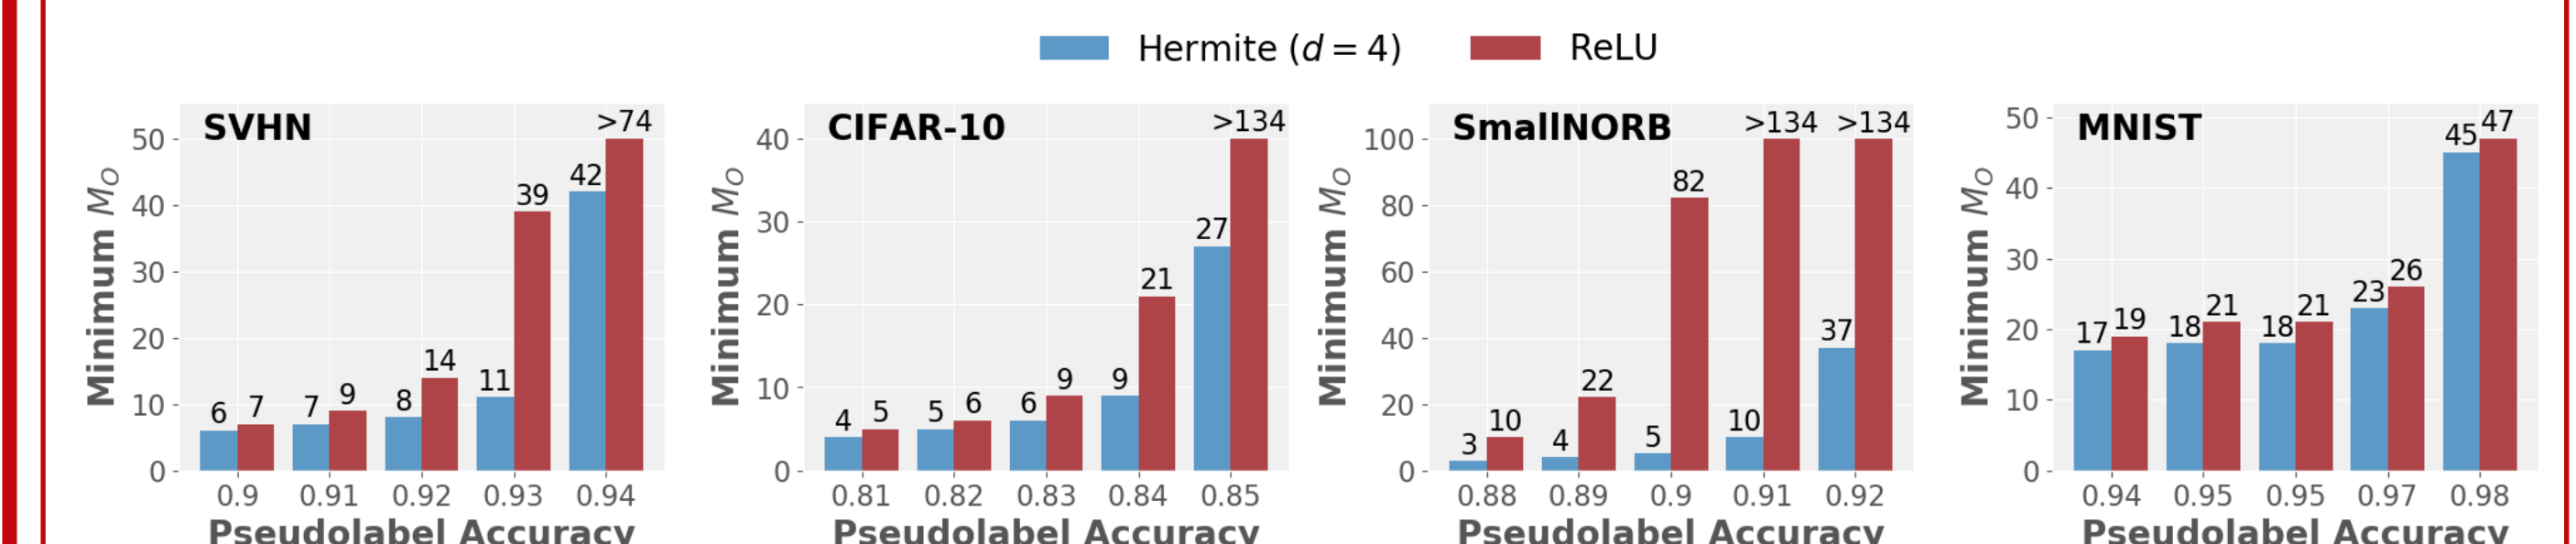 Hermite (d = 4) ReLU
SVHN
Minimum M_O
50
40
30
20
10
0
6 7 7 9 8 14 11 39 42 >74
0.9 0.91 0.92 0.93 0.94
Pseudolabel Accuracy
CIFAR-10
Minimum M_O
40
30
20
10
0
4 5 5 6 6 9 9 21 27 >134
0.81 0.82 0.83 0.84 0.85
Pseudolabel Accuracy
SmallNORB
Minimum M_O
100
80
60
40
20
0
3 10 4 22 5 82 10 >134 37 >134
0.88 0.89 0.9 0.91 0.92
Pseudolabel Accuracy
MNIST
Minimum M_O
50
40
30
20
10
0
17 19 18 21 18 21 23 26 45 47
0.94 0.95 0.95 0.97 0.98
Pseudolabel Accuracy